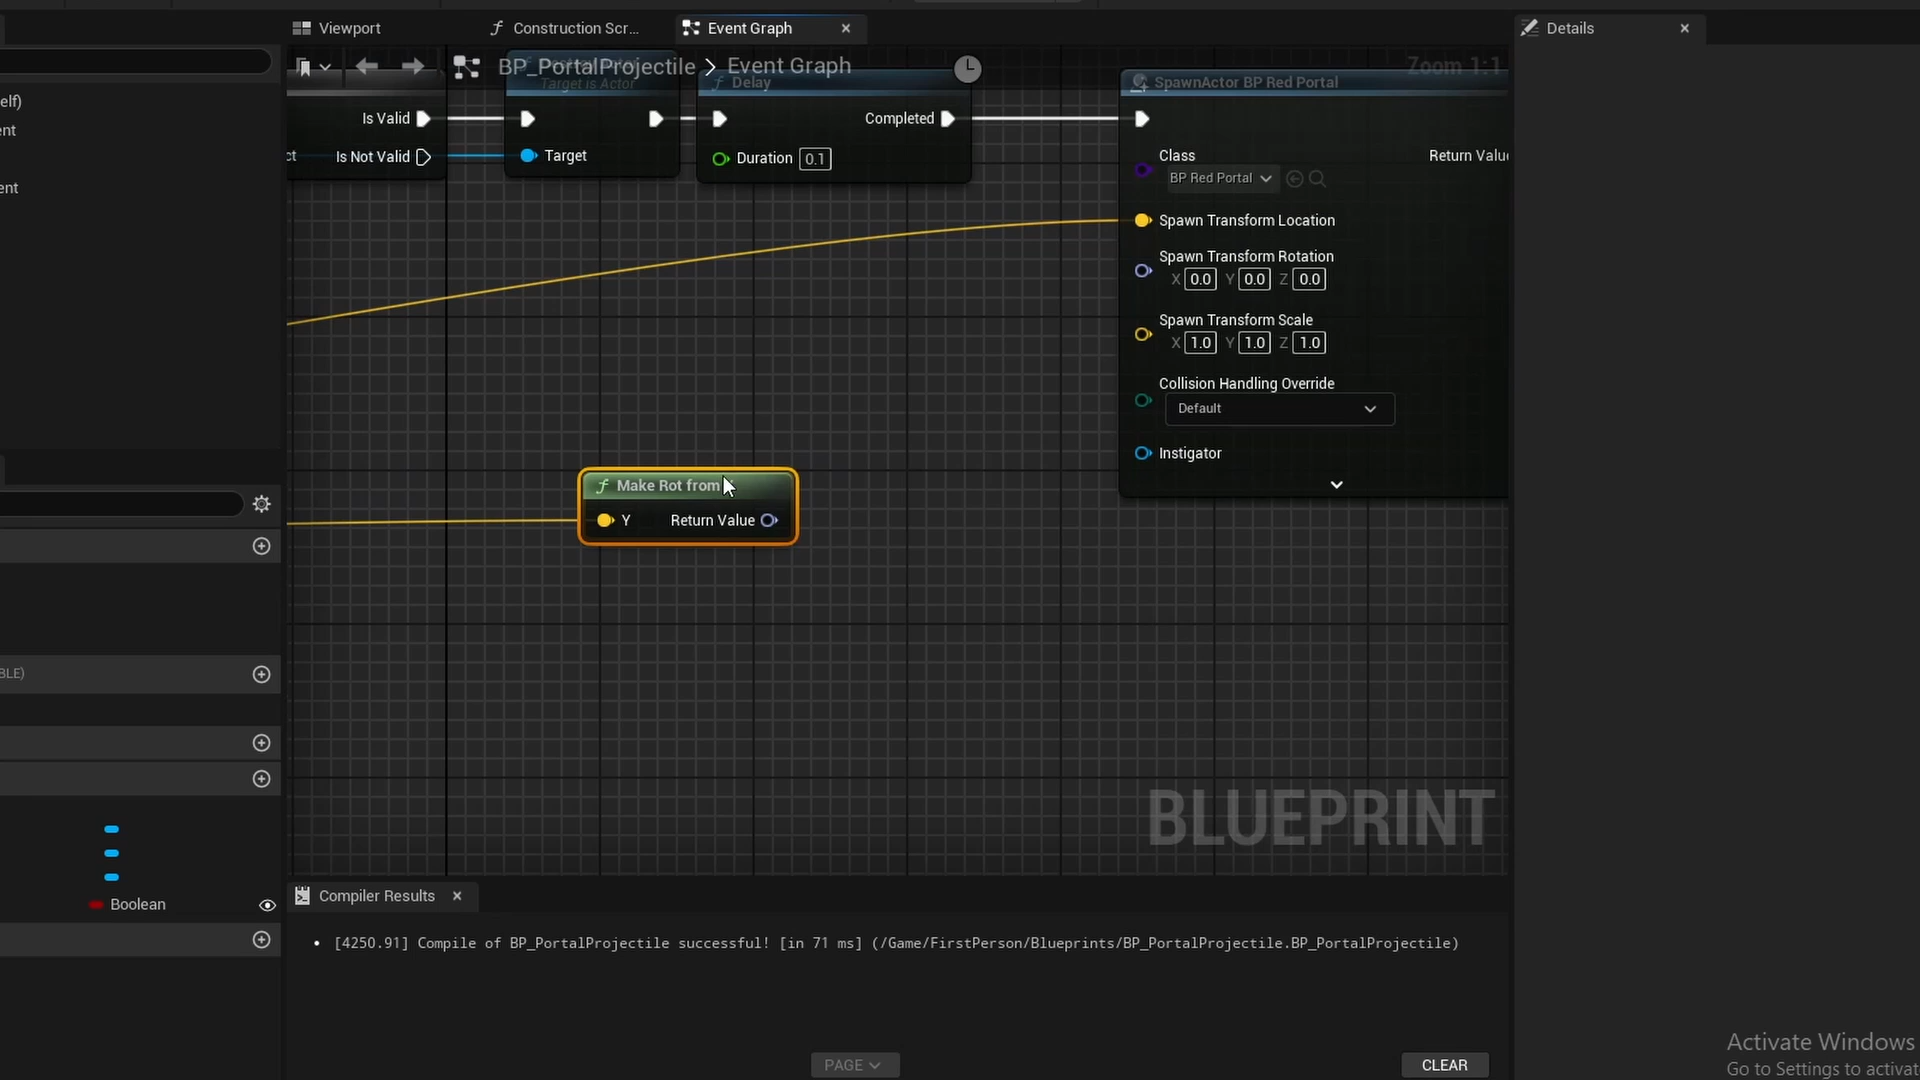 Viewport
Construction Scr...
Event Graph
Details
BP_PortalProjectile > Event Graph
Zoom 1:1
elf)
ent
ent
BLE)
Boolean
ct
Is Valid
Is Not Valid
Target is Actor
Target
Delay
Completed
Duration 0.1
SpawnActor BP Red Portal
Class
Return Value
BP Red Portal
Spawn Transform Location
Spawn Transform Rotation
X 0.0 Y 0.0 Z 0.0
Spawn Transform Scale
X 1.0 Y 1.0 Z 1.0
Collision Handling Override
Default
Instigator
Make Rot from
Y Return Value
BLUEPRINT
Compiler Results
[4250.91] Compile of BP_PortalProjectile successful! [in 71 ms] (/Game/FirstPerson/Blueprints/BP_PortalProjectile.BP_PortalProjectile)
PAGE
CLEAR
Activate Windows
Go to Settings to activat